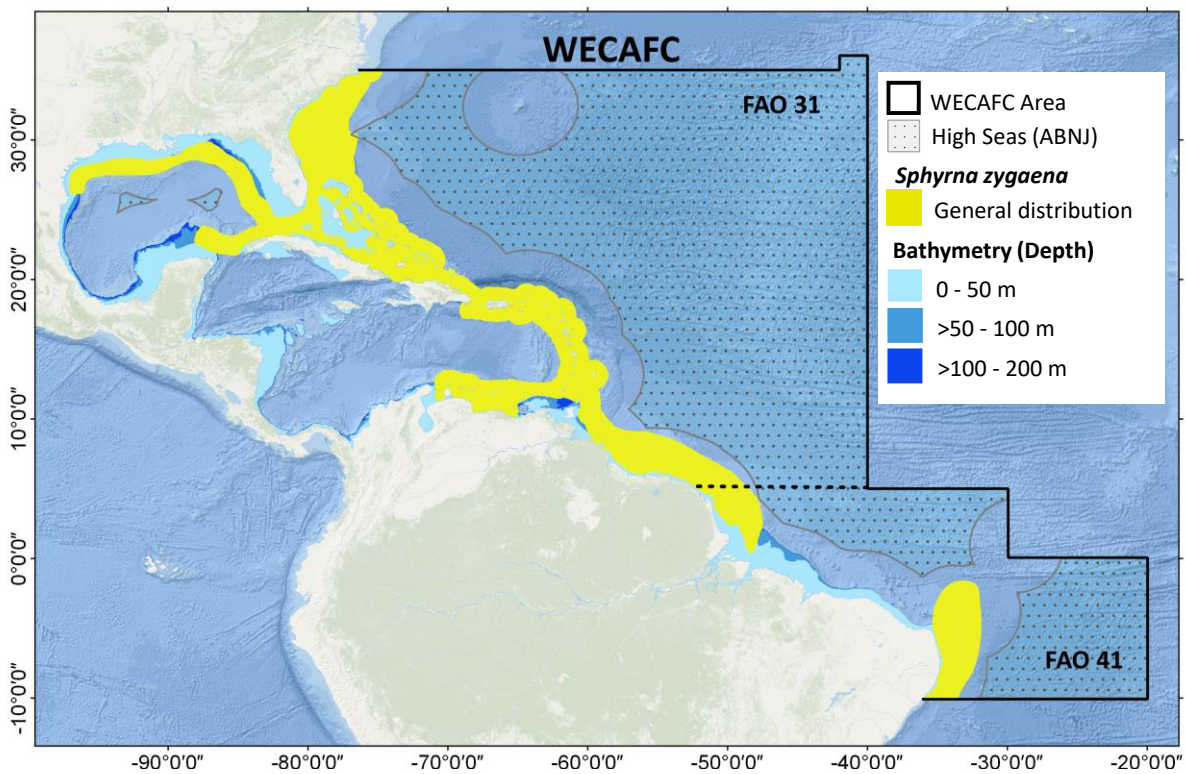 WECAFC
FAO 31
WECAFC Area
High Seas (ABNJ)
Sphyrna zygaena
General distribution
Bathymetry (Depth)
0 - 50 m
>50 - 100 m
>100 - 200 m
FAO 41
30°0'0"
20°0'0"
10°0'0"
0°0'0"
-10°0'0"
-90°0'0"
-80°0'0"
-70°0'0"
-60°0'0"
-50°0'0"
-40°0'0"
-30°0'0"
-20°0'0"